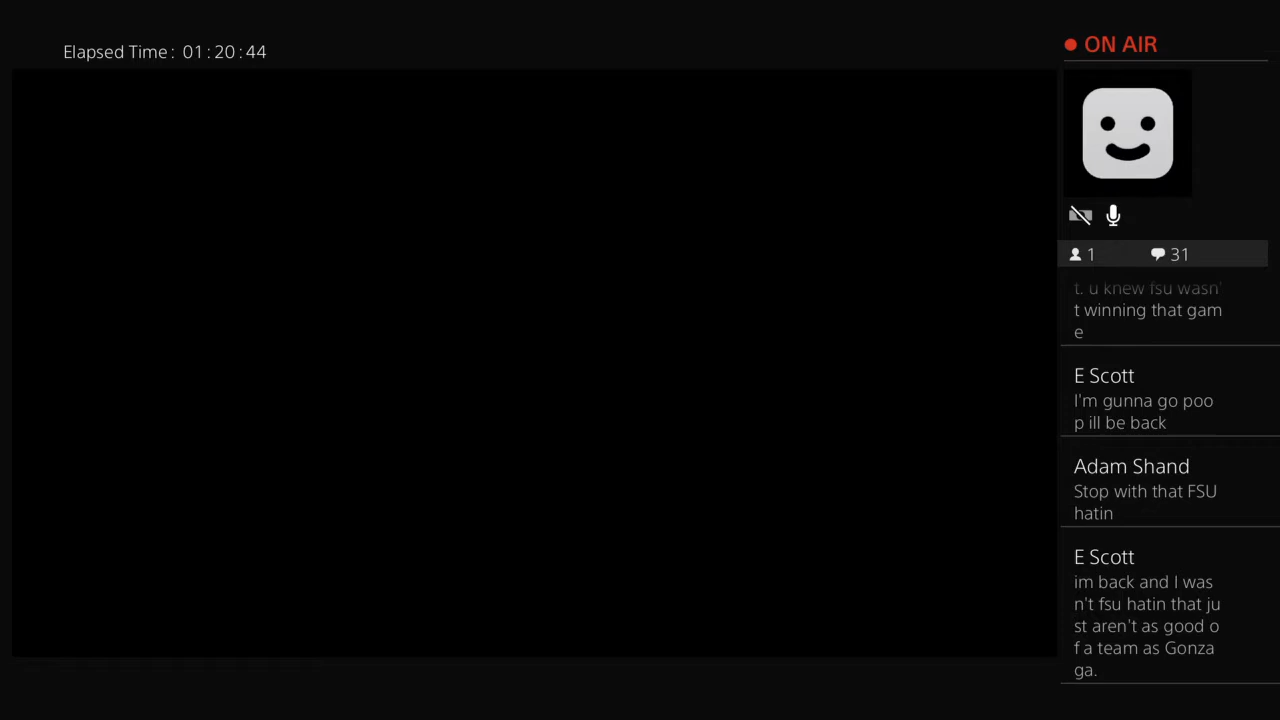 Elapsed Time: 01:20:44
ON AIR
1
31
t. u knew fsu wasn'
t winning that gam
e
E Scott
I'm gunna go poo
p ill be back
Adam Shand
Stop with that FSU
hatin
E Scott
im back and I was
n't fsu hatin that ju
st aren't as good o
f a team as Gonza
ga.